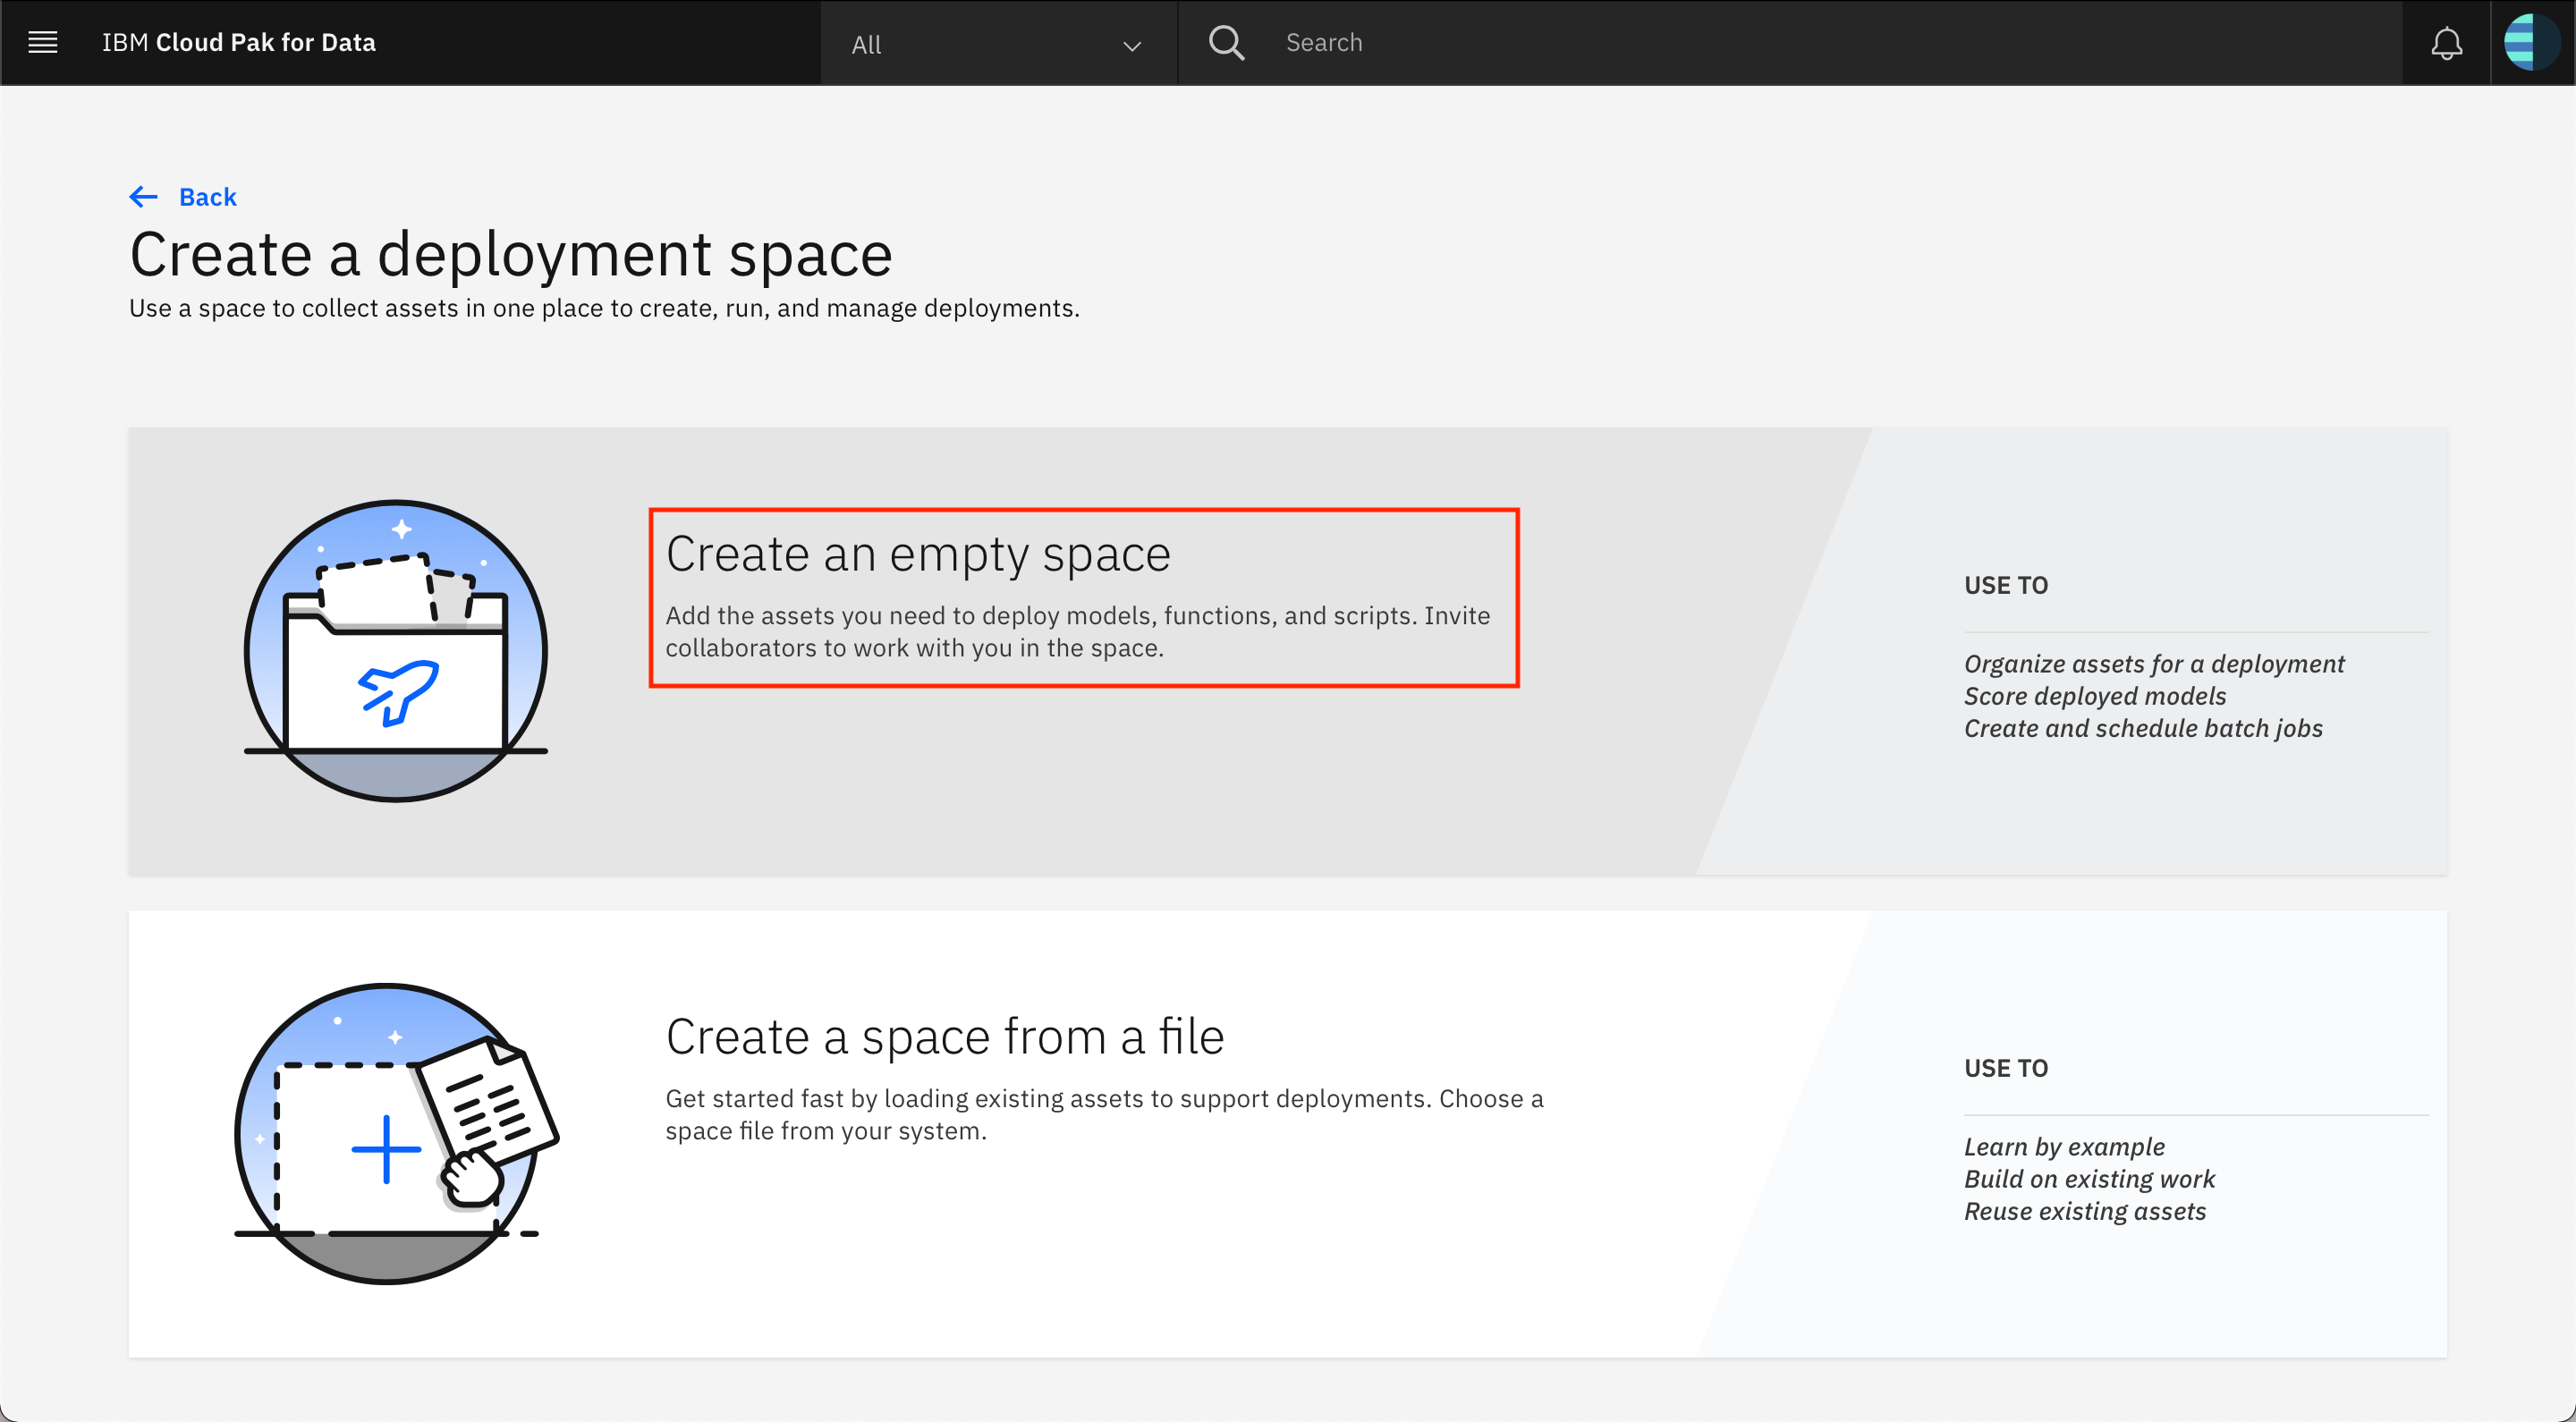 IBM Cloud Pak for Data
All
Search
Back
Create a deployment space
Use a space to collect assets in one place to create, run, and manage deployments.
Create an empty space
Add the assets you need to deploy models, functions, and scripts. Invite
collaborators to work with you in the space.
USE TO
Organize assets for a deployment
Score deployed models
Create and schedule batch jobs
Create a space from a file
Get started fast by loading existing assets to support deployments. Choose a
space file from your system.
USE TO
Learn by example
Build on existing work
Reuse existing assets